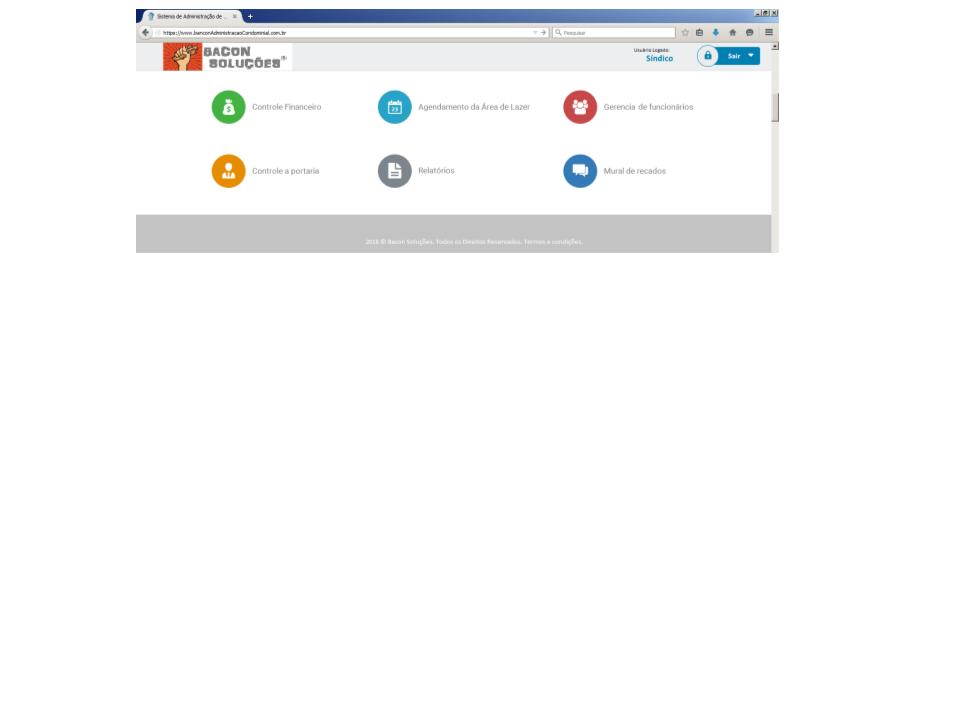 Sistema de Administração de ... × +
https://www.banconAdministracaoCondominial.com.br
Pesquisar
BACON
SOLUÇÕES
Usuário Logado:
Síndico
Sair
Controle Financeiro
23
Agendamento da Área de Lazer
Gerencia de funcionários
Controle a portaria
Relatórios
Mural de recados
2016 © Bacon Soluções. Todos os Direitos Reservados. Termos e condições.